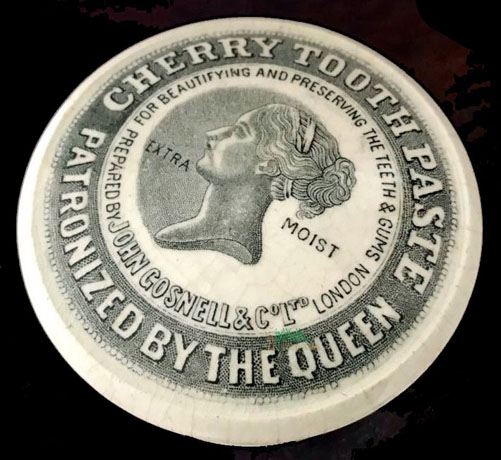 CHERRY TOOTH PASTE
PATRONIZED BY THE QUEEN
FOR BEAUTIFYING AND PRESERVING THE TEETH & GUMS
PREPARED BY JOHN GOSNELL & CO LTD LONDON
EXTRA
MOIST